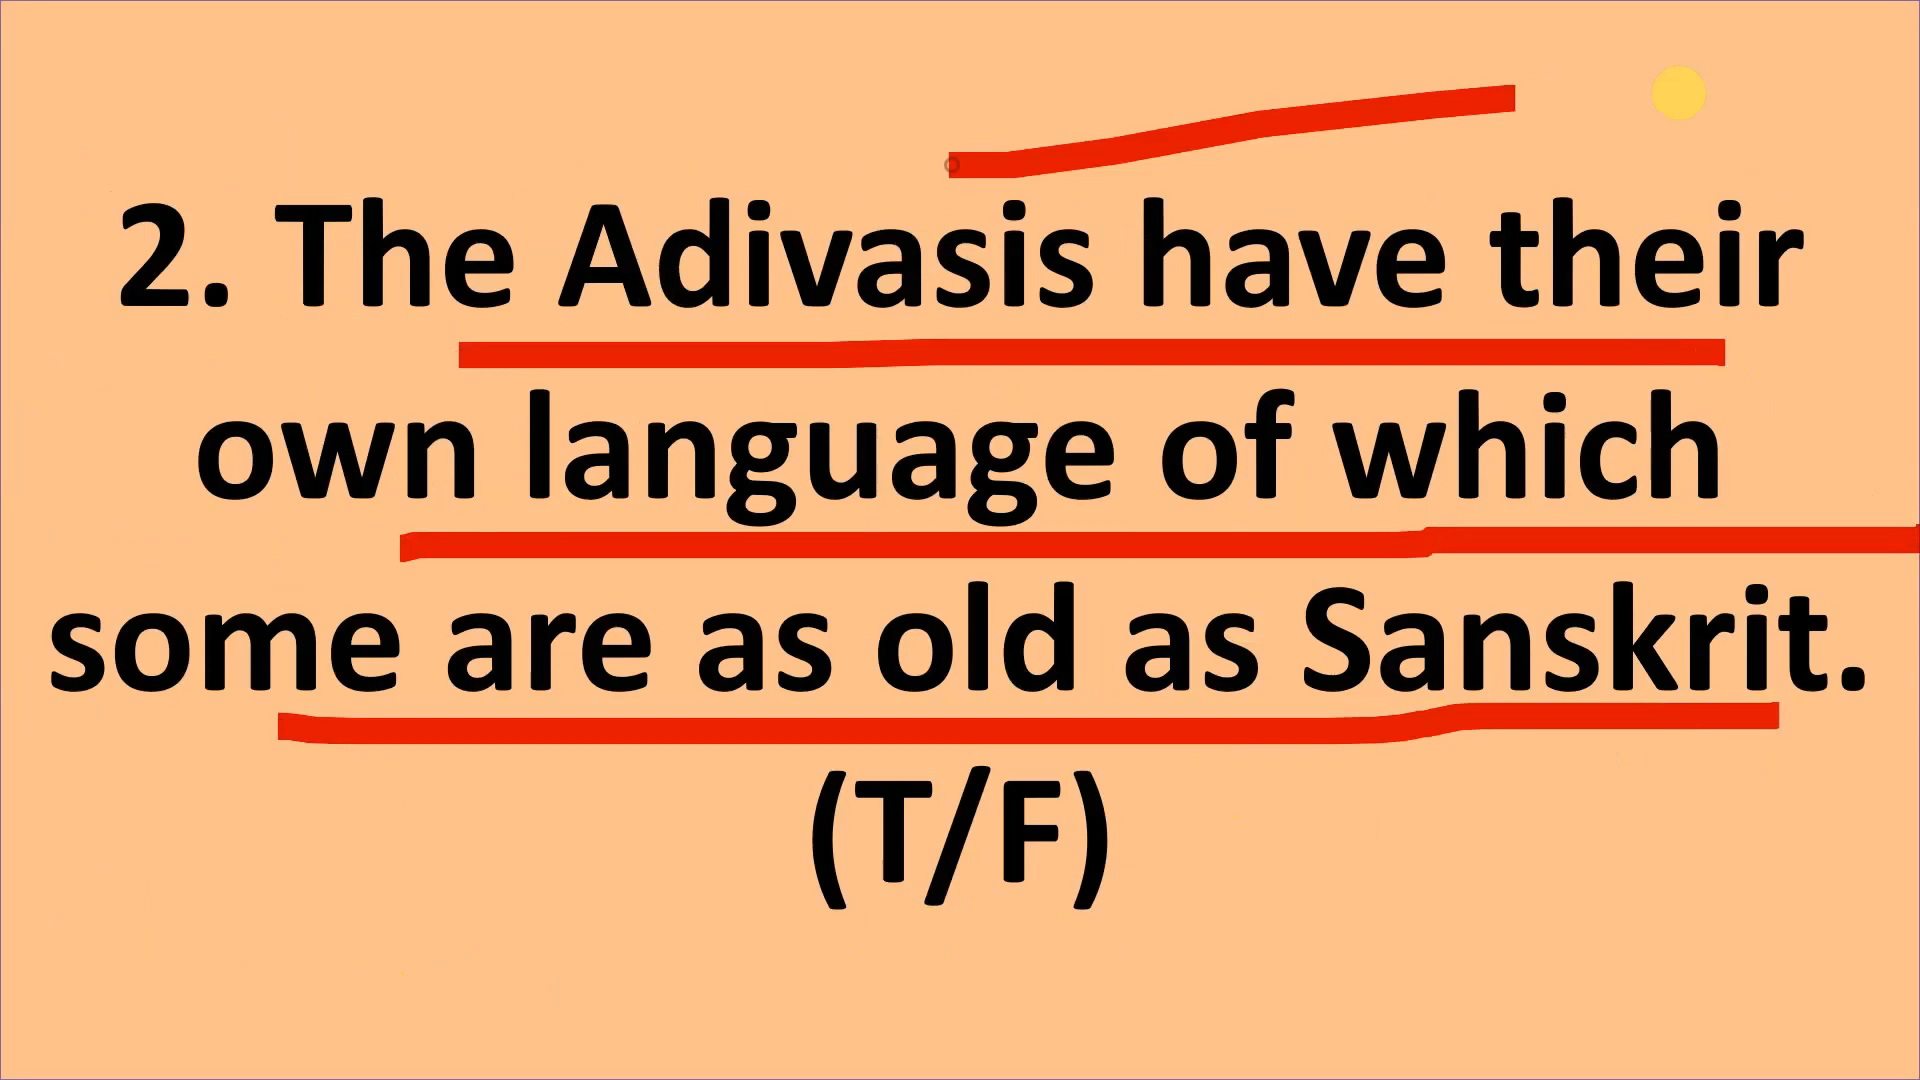 2. The Adivasis have their
own language of which
some are as old as Sanskrit.
(T/F)